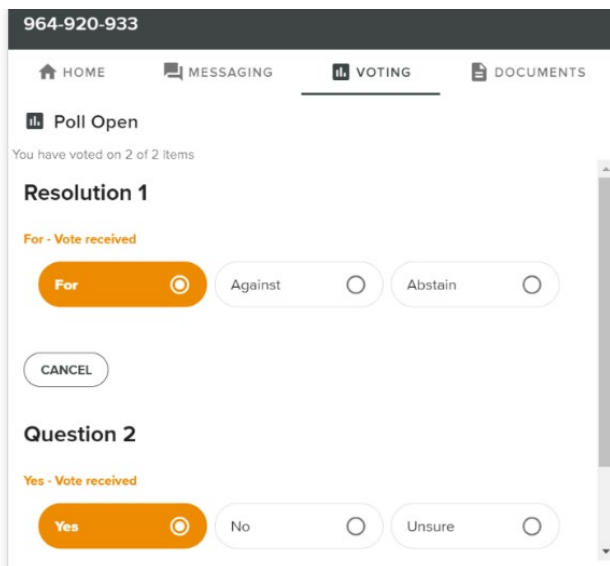 964-920-933
HOME MESSAGING VOTING DOCUMENTS
Poll Open
You have voted on 2 of 2 items
Resolution 1
For - Vote received
For Against Abstain
CANCEL
Question 2
Yes - Vote received
Yes No Unsure